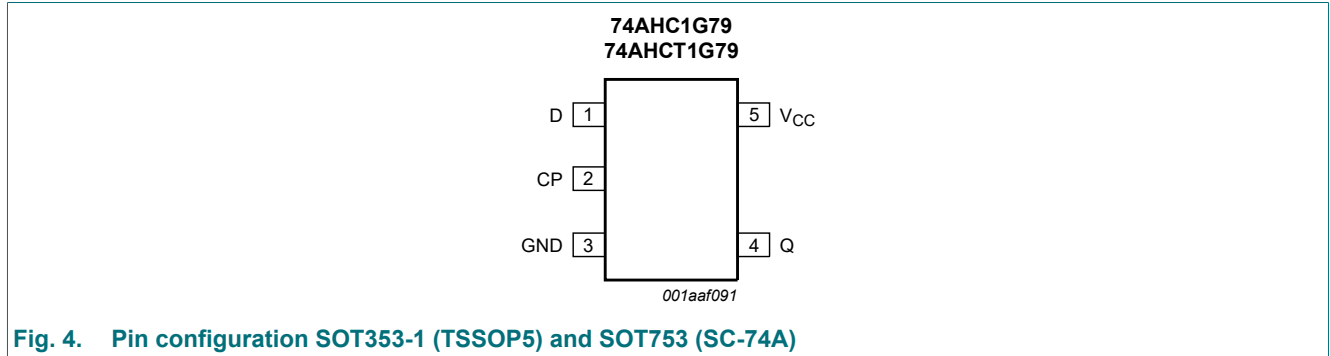 74AHC1G79
74AHCT1G79
D 1
5 VCC
CP 2
GND 3
4 Q
001aaf091
Fig. 4. Pin configuration SOT353-1 (TSSOP5) and SOT753 (SC-74A)